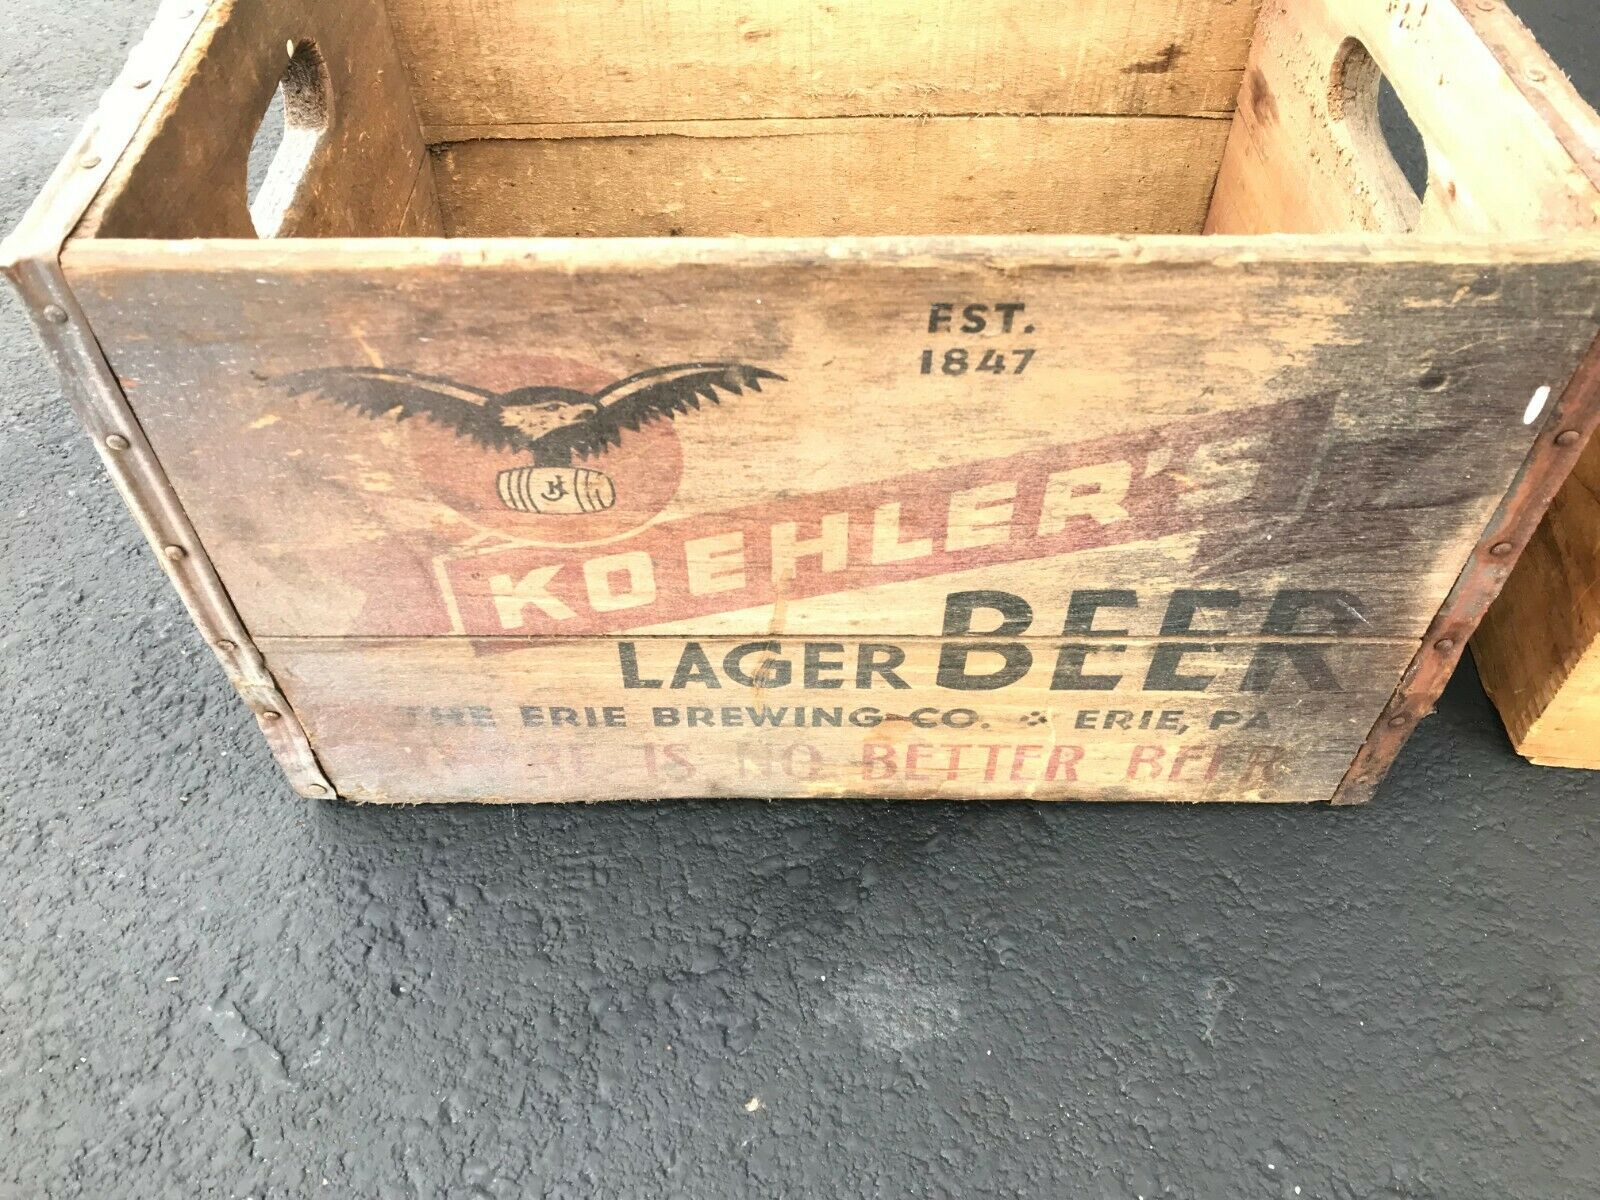 EST.
1847
KOEHLER'S
LAGER BEER
THE ERIE BREWING CO. ERIE, PA
IS NO BETTER BEER